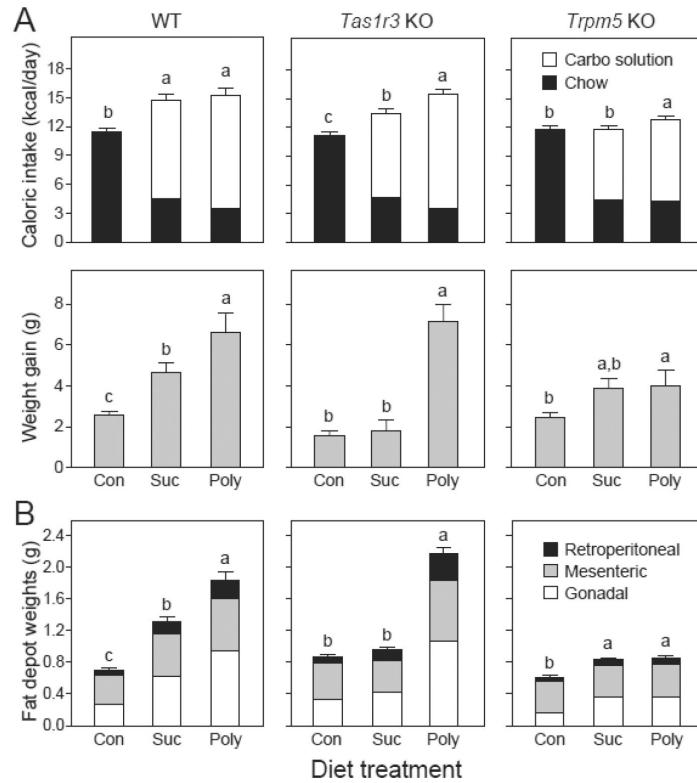 A
WT
Tas1r3 KO
Trpm5 KO
Caloric intake (kcal/day)
18
15
12
9
6
3
0
b
a
a
c
b
a
b
b
a
Carbo solution
Chow
Weight gain (g)
8
6
4
2
0
c
b
a
b
b
a
b
a,b
a
Con Suc Poly
Con Suc Poly
Con Suc Poly
B
Fat depot weights (g)
2.4
2.0
1.6
1.2
0.8
0.4
0.0
c
b
a
b
b
a
b
a
a
Retroperitoneal
Mesenteric
Gonadal
Con Suc Poly
Con Suc Poly
Con Suc Poly
Diet treatment